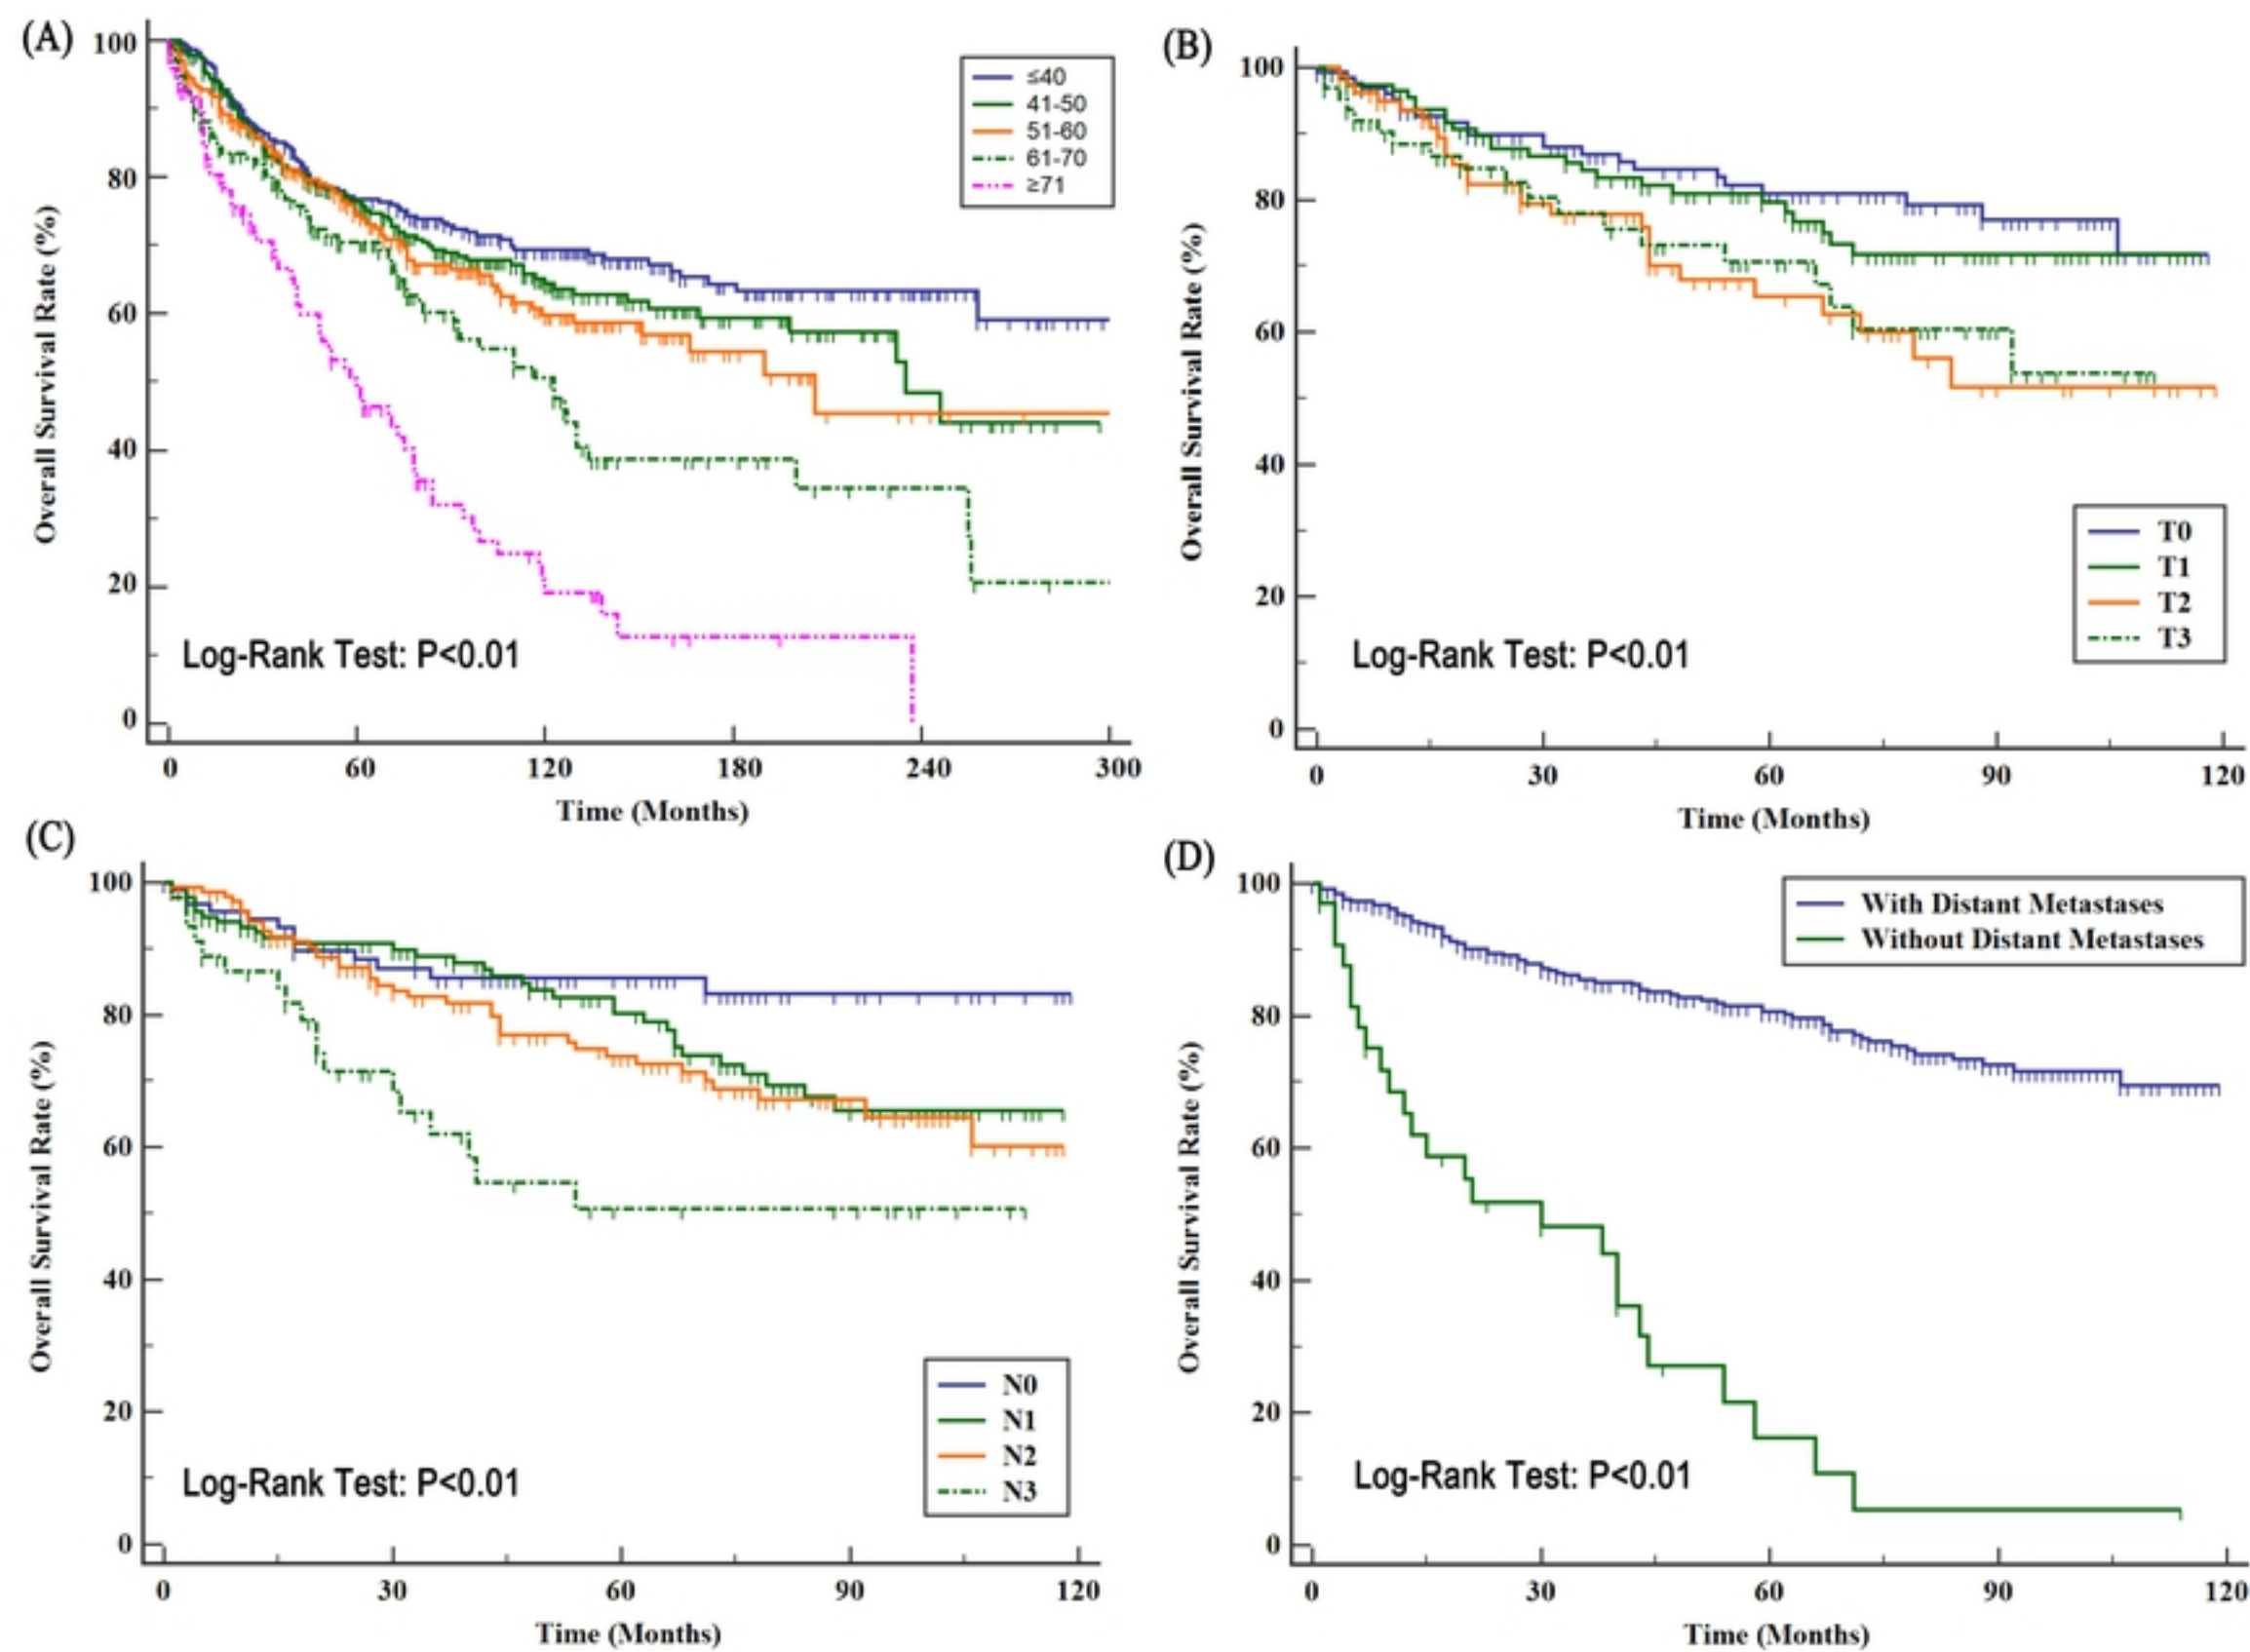 (A)
100
80
60
40
20
0
Overall Survival Rate (%)
≤40
41-50
51-60
61-70
≥71
Log-Rank Test: P<0.01
0 60 120 180 240 300
Time (Months)
(B)
100
80
60
40
20
0
Overall Survival Rate (%)
T0
T1
T2
T3
Log-Rank Test: P<0.01
0 30 60 90 120
Time (Months)
(C)
100
80
60
40
20
0
Overall Survival Rate (%)
N0
N1
N2
N3
Log-Rank Test: P<0.01
0 30 60 90 120
Time (Months)
(D)
100
80
60
40
20
0
Overall Survival Rate (%)
With Distant Metastases
Without Distant Metastases
Log-Rank Test: P<0.01
0 30 60 90 120
Time (Months)